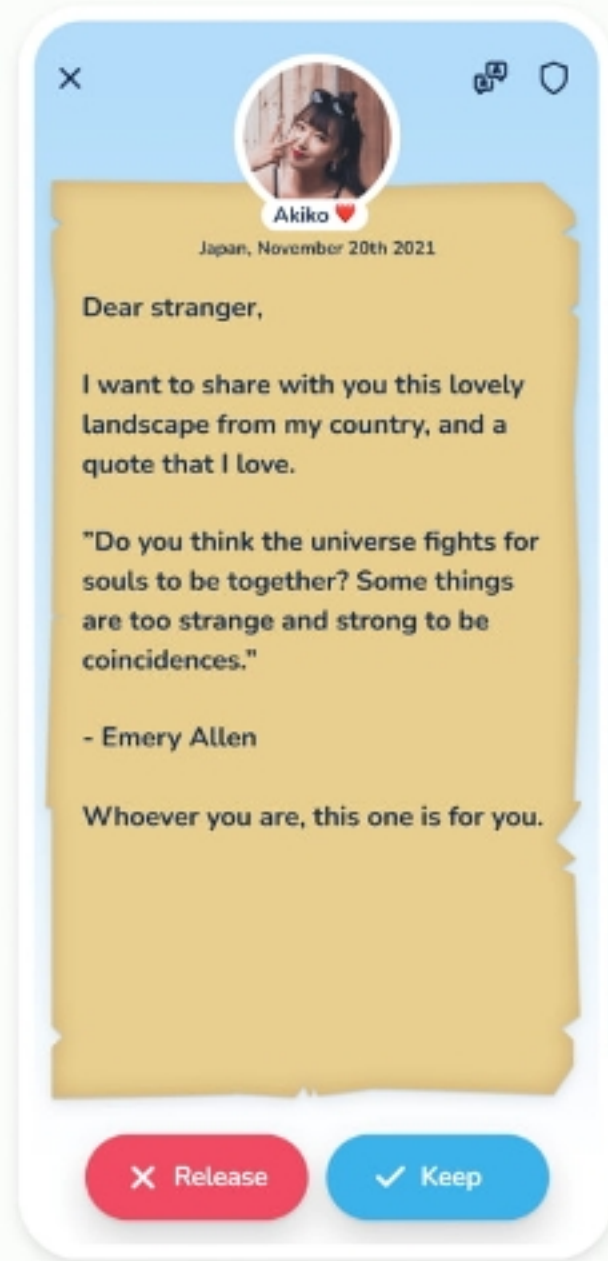 Akiko ❤️
Japan, November 20th 2021
Dear stranger,
I want to share with you this lovely
landscape from my country, and a
quote that I love.
"Do you think the universe fights for
souls to be together? Some things
are too strange and strong to be
coincidences."
- Emery Allen
Whoever you are, this one is for you.
Release
Keep